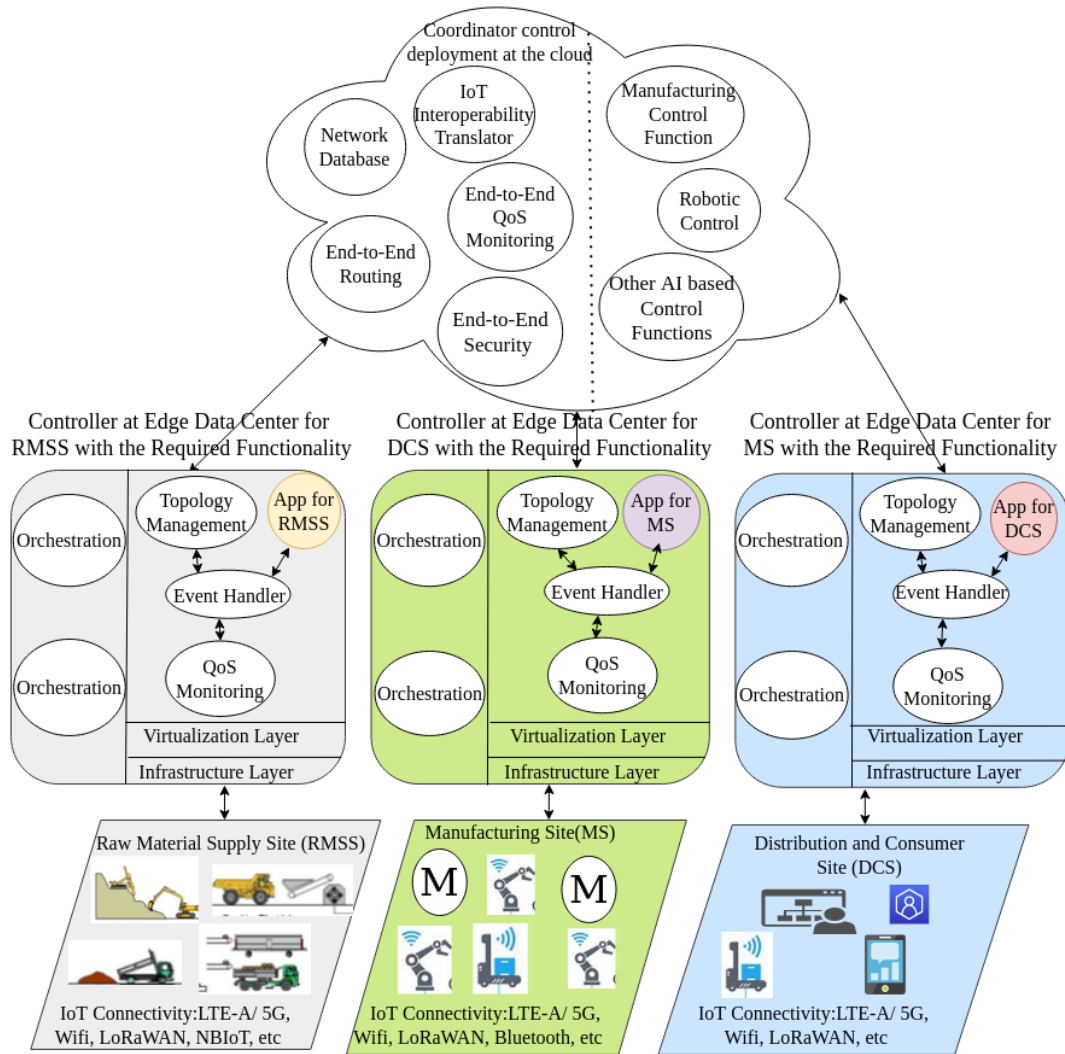 Coordinator control
deployment at the cloud
IoT
Interoperability
Translator
Network
Database
End-to-End
QoS
Monitoring
End-to-End
Routing
End-to-End
Security
Manufacturing
Control
Function
Robotic
Control
Other AI based
Control
Functions
Controller at Edge Data Center for
RMSS with the Required Functionality
Orchestration
Topology
Management
App for
RMSS
Event Handler
Orchestration
QoS
Monitoring
Virtualization Layer
Infrastructure Layer
Controller at Edge Data Center for
DCS with the Required Functionality
Orchestration
Topology
Management
App for
MS
Event Handler
Orchestration
QoS
Monitoring
Virtualization Layer
Infrastructure Layer
Controller at Edge Data Center for
MS with the Required Functionality
Orchestration
Topology
Management
App for
DCS
Event Handler
Orchestration
QoS
Monitoring
Virtualization Layer
Infrastructure Layer
Raw Material Supply Site (RMSS)
IoT Connectivity:LTE-A/ 5G,
Wifi, LoRaWAN, NBIoT, etc
Manufacturing Site(MS)
M
M
IoT Connectivity:LTE-A/ 5G,
Wifi, LoRaWAN, Bluetooth, etc
Distribution and Consumer
Site (DCS)
IoT Connectivity:LTE-A/ 5G,
Wifi, LoRaWAN, etc